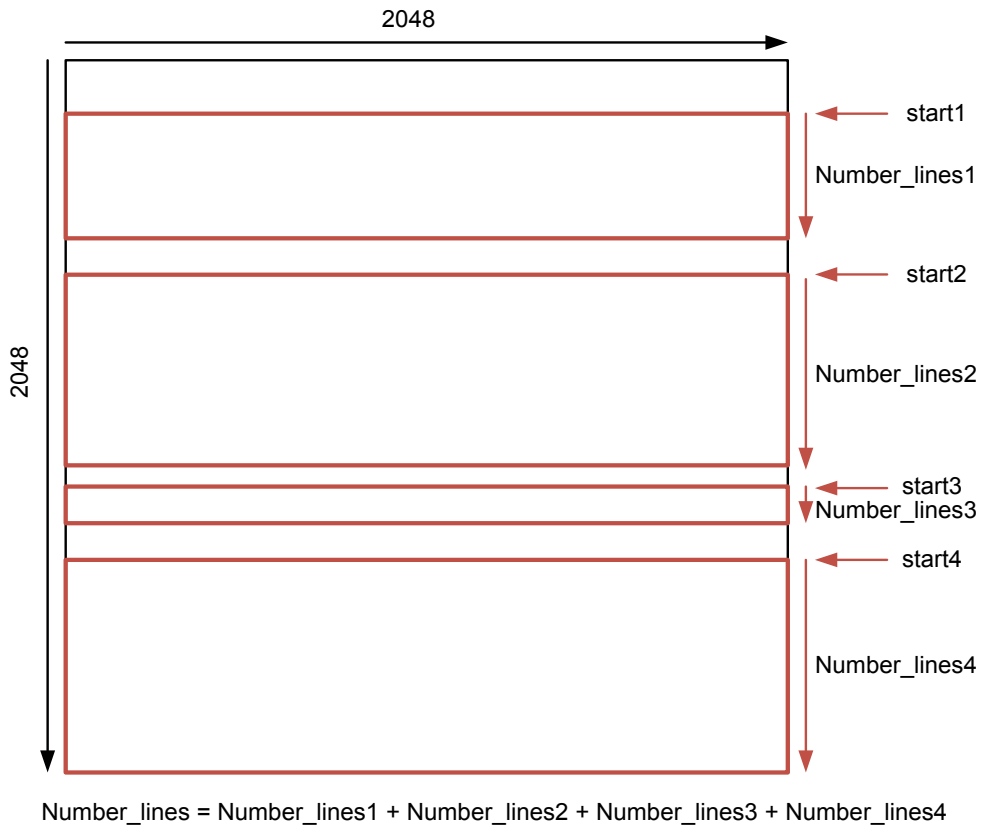 2048
start1
Number_lines1
start2
2048
Number_lines2
start3
Number_lines3
start4
Number_lines4
Number_lines = Number_lines1 + Number_lines2 + Number_lines3 + Number_lines4